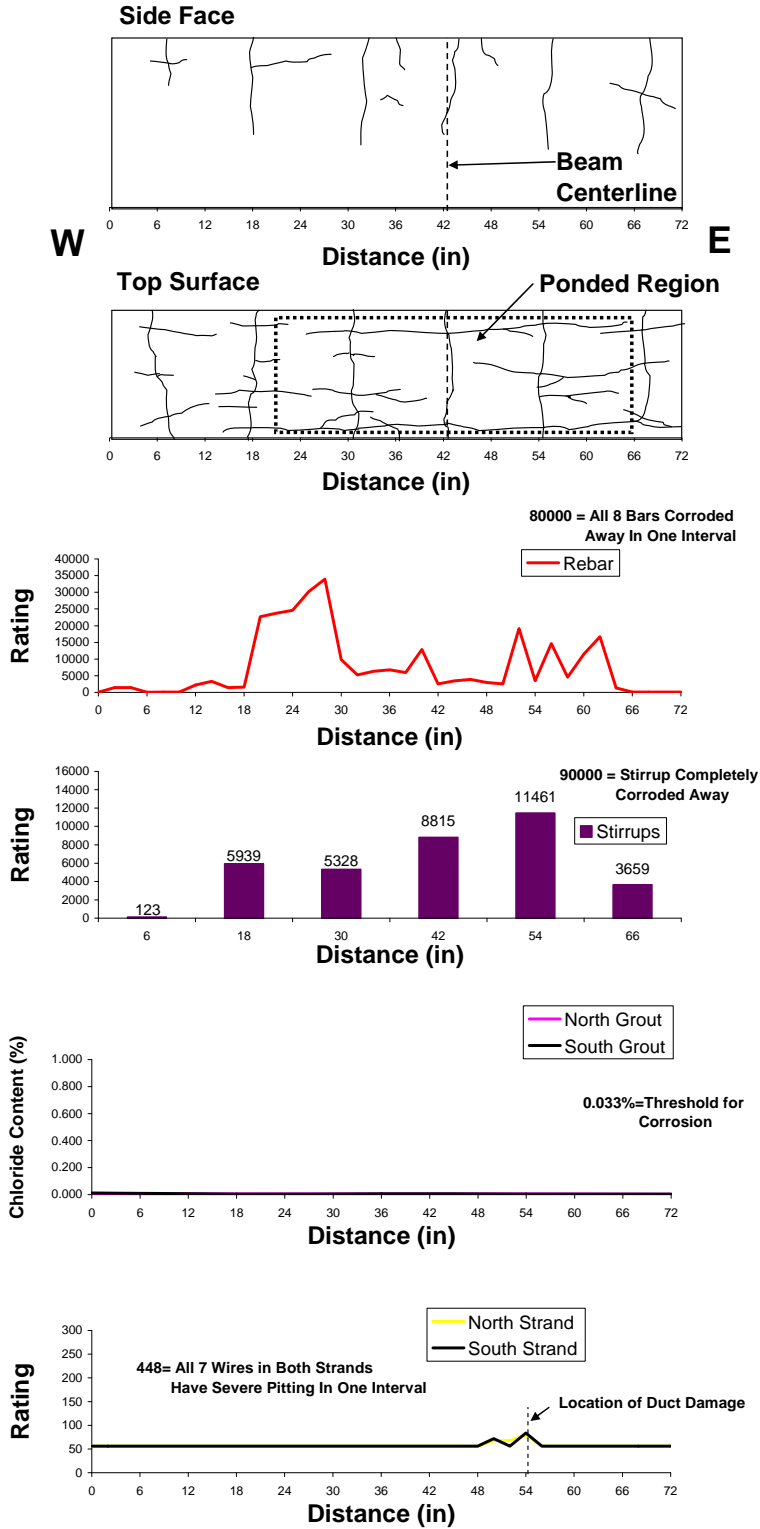 Side Face
Beam
Centerline
0 6 12 18 24 30 36 42 48 54 60 66 72
W
E
Distance (in)
Top Surface
Ponded Region
0 6 12 18 24 30 36 42 48 54 60 66 72
Distance (in)
80000 = All 8 Bars Corroded
Away In One Interval
Rebar
Rating
40000
35000
30000
25000
20000
15000
10000
5000
0
0 6 12 18 24 30 36 42 48 54 60 66 72
Distance (in)
90000 = Stirrup Completely
Corroded Away
Stirrups
Rating
16000
14000
12000
10000
8000
6000
4000
2000
0
123
5939
5328
8815
11461
3659
6 18 30 42 54 66
Distance (in)
North Grout
South Grout
Chloride Content (%)
1.000
0.800
0.600
0.400
0.200
0.000
0.033%=Threshold for
Corrosion
0 6 12 18 24 30 36 42 48 54 60 66 72
Distance (in)
North Strand
South Strand
Rating
300
250
200
150
100
50
0
448= All 7 Wires in Both Strands
Have Severe Pitting In One Interval
Location of Duct Damage
0 6 12 18 24 30 36 42 48 54 60 66 72
Distance (in)